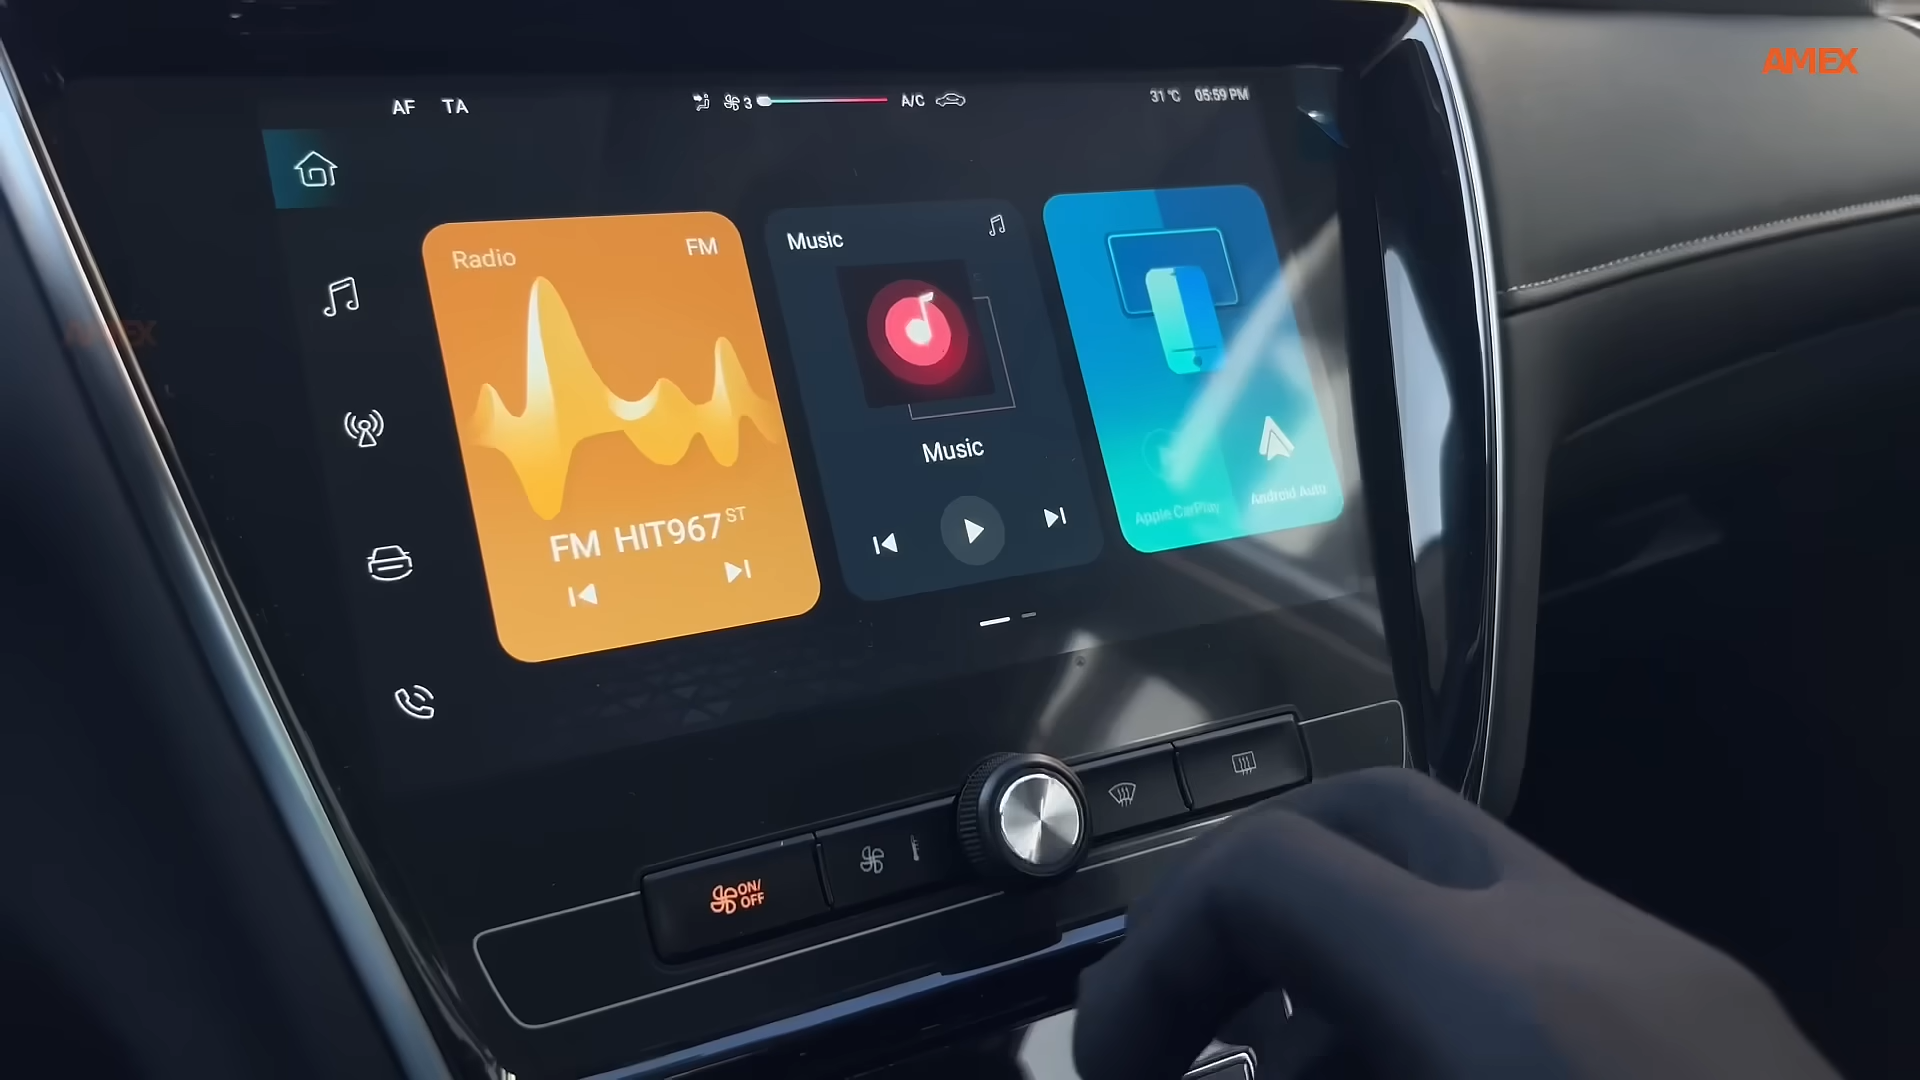 AMEX
AF TA
3
A/C
31 °C 05:59 PM
Radio FM
FM HIT967 ST
Music
Music
Apple CarPlay
Android Auto
AMEX
ON/
OFF